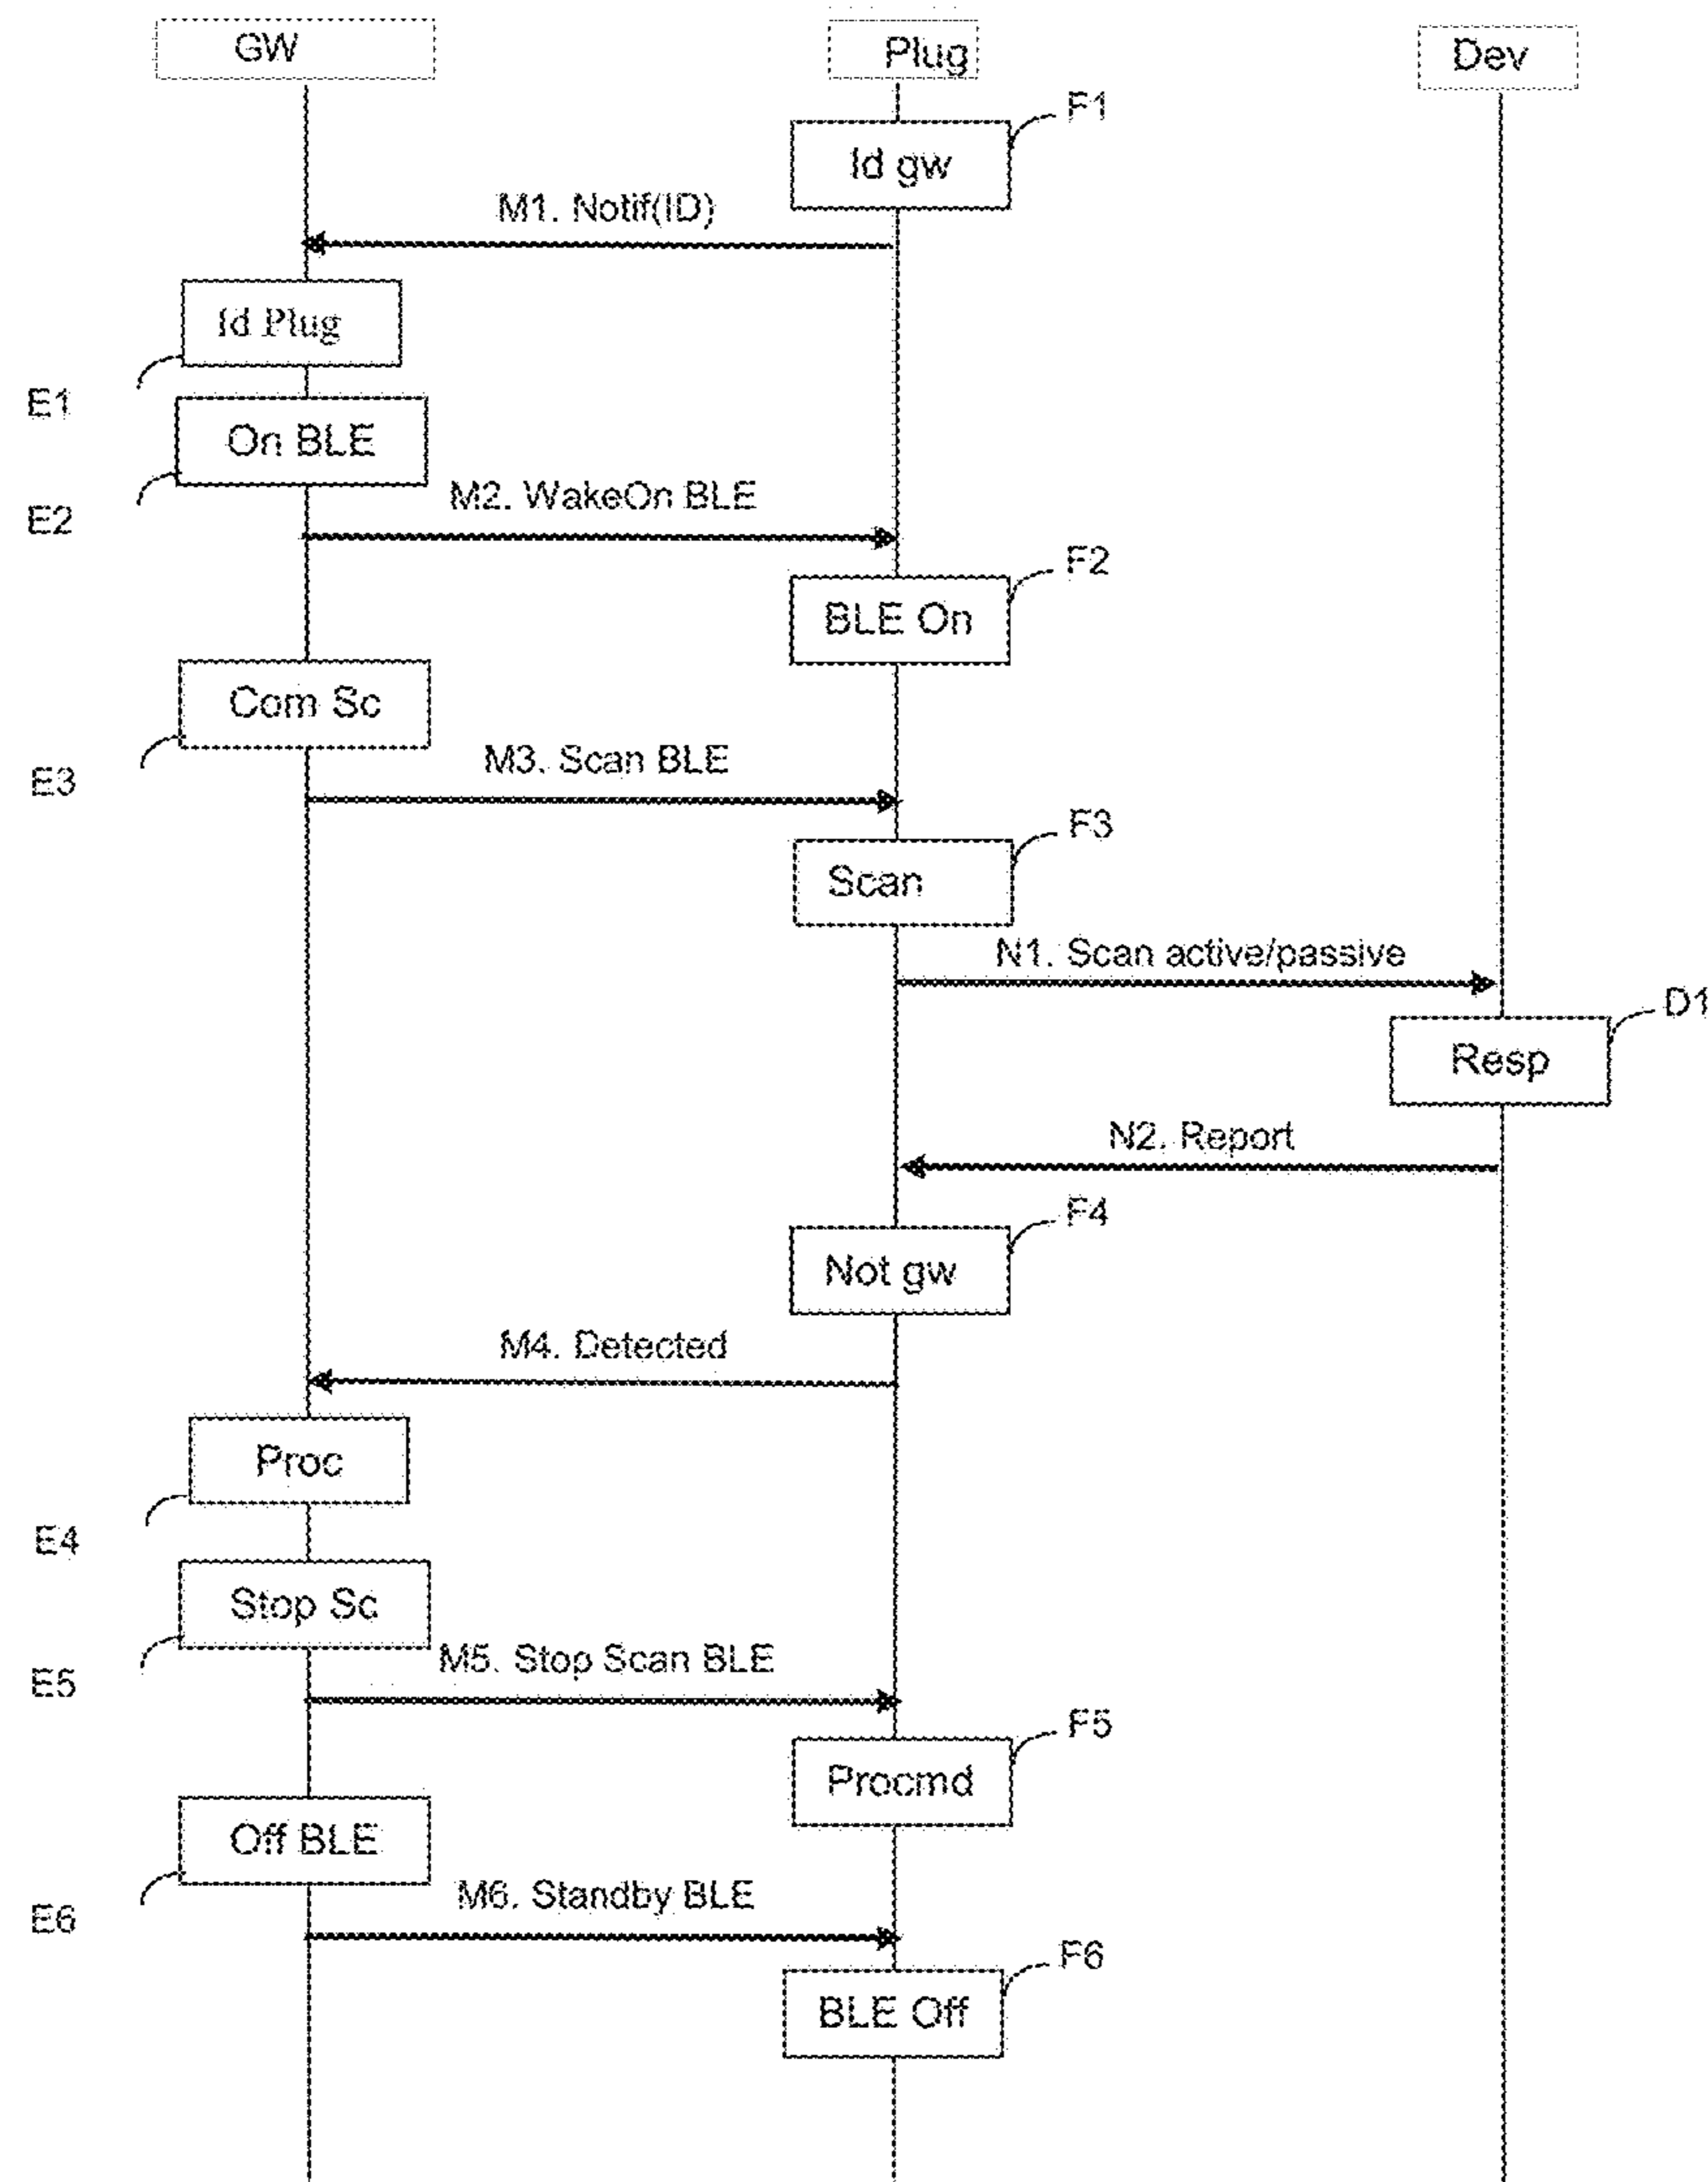 GW
Plug
Dev
F1
Id gw
M1. Notif(ID)
Id Plug
E1
On BLE
M2. WakeOn BLE
E2
F2
BLE On
Com Sc
M3. Scan BLE
E3
F3
Scan
N1. Scan active/passive
D1
Resp
N2. Report
F4
Not gw
M4. Detected
Proc
E4
Stop Sc
M5. Stop Scan BLE
E5
F5
Procmd
Off BLE
M6. Standby BLE
E6
F6
BLE Off